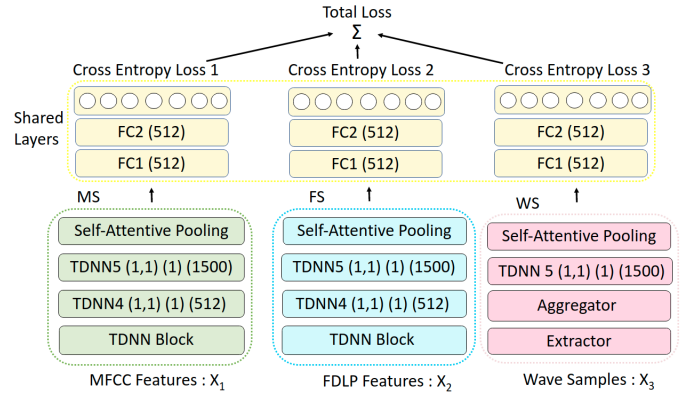 Total Loss
Σ
Cross Entropy Loss 1
Cross Entropy Loss 2
Cross Entropy Loss 3
Shared
Layers
FC2 (512)
FC2 (512)
FC2 (512)
FC1 (512)
FC1 (512)
FC1 (512)
MS
FS
WS
Self-Attentive Pooling
TDNN5 (1,1) (1) (1500)
TDNN4 (1,1) (1) (512)
TDNN Block
MFCC Features : X₁
Self-Attentive Pooling
TDNN5 (1,1) (1) (1500)
TDNN4 (1,1) (1) (512)
TDNN Block
FDLP Features : X₂
Self-Attentive Pooling
TDNN 5 (1,1) (1) (1500)
Aggregator
Extractor
Wave Samples : X₃